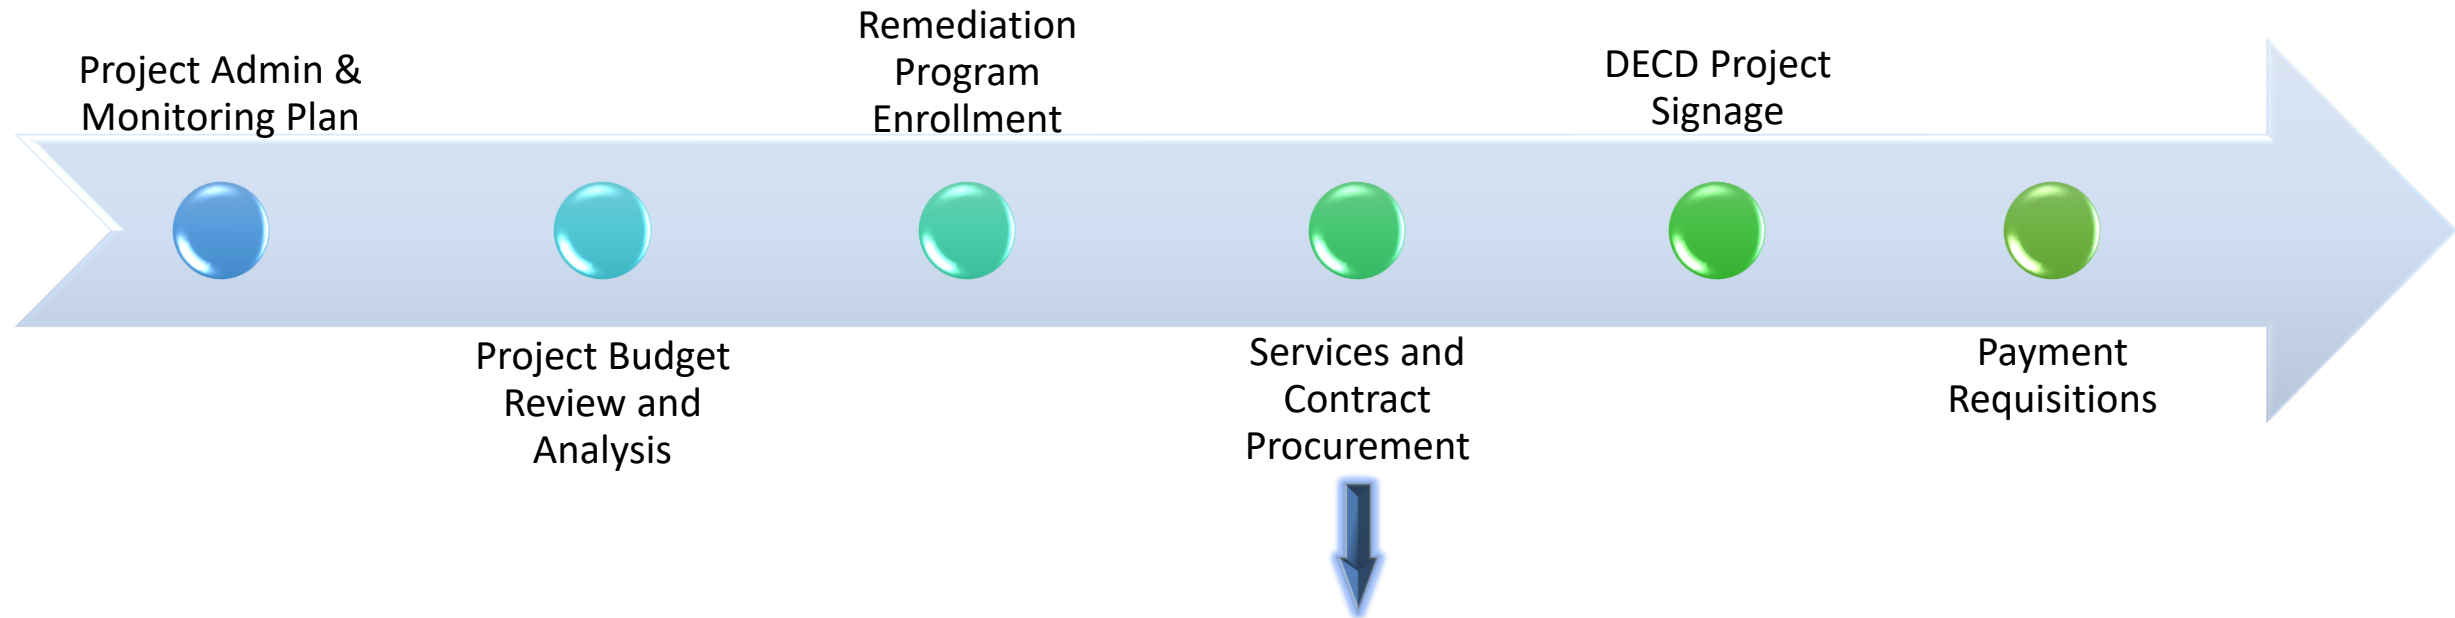 Project Admin &
Monitoring Plan
Project Budget
Review and
Analysis
Remediation
Program
Enrollment
Services and
Contract
Procurement
DECD Project
Signage
Payment
Requisitions